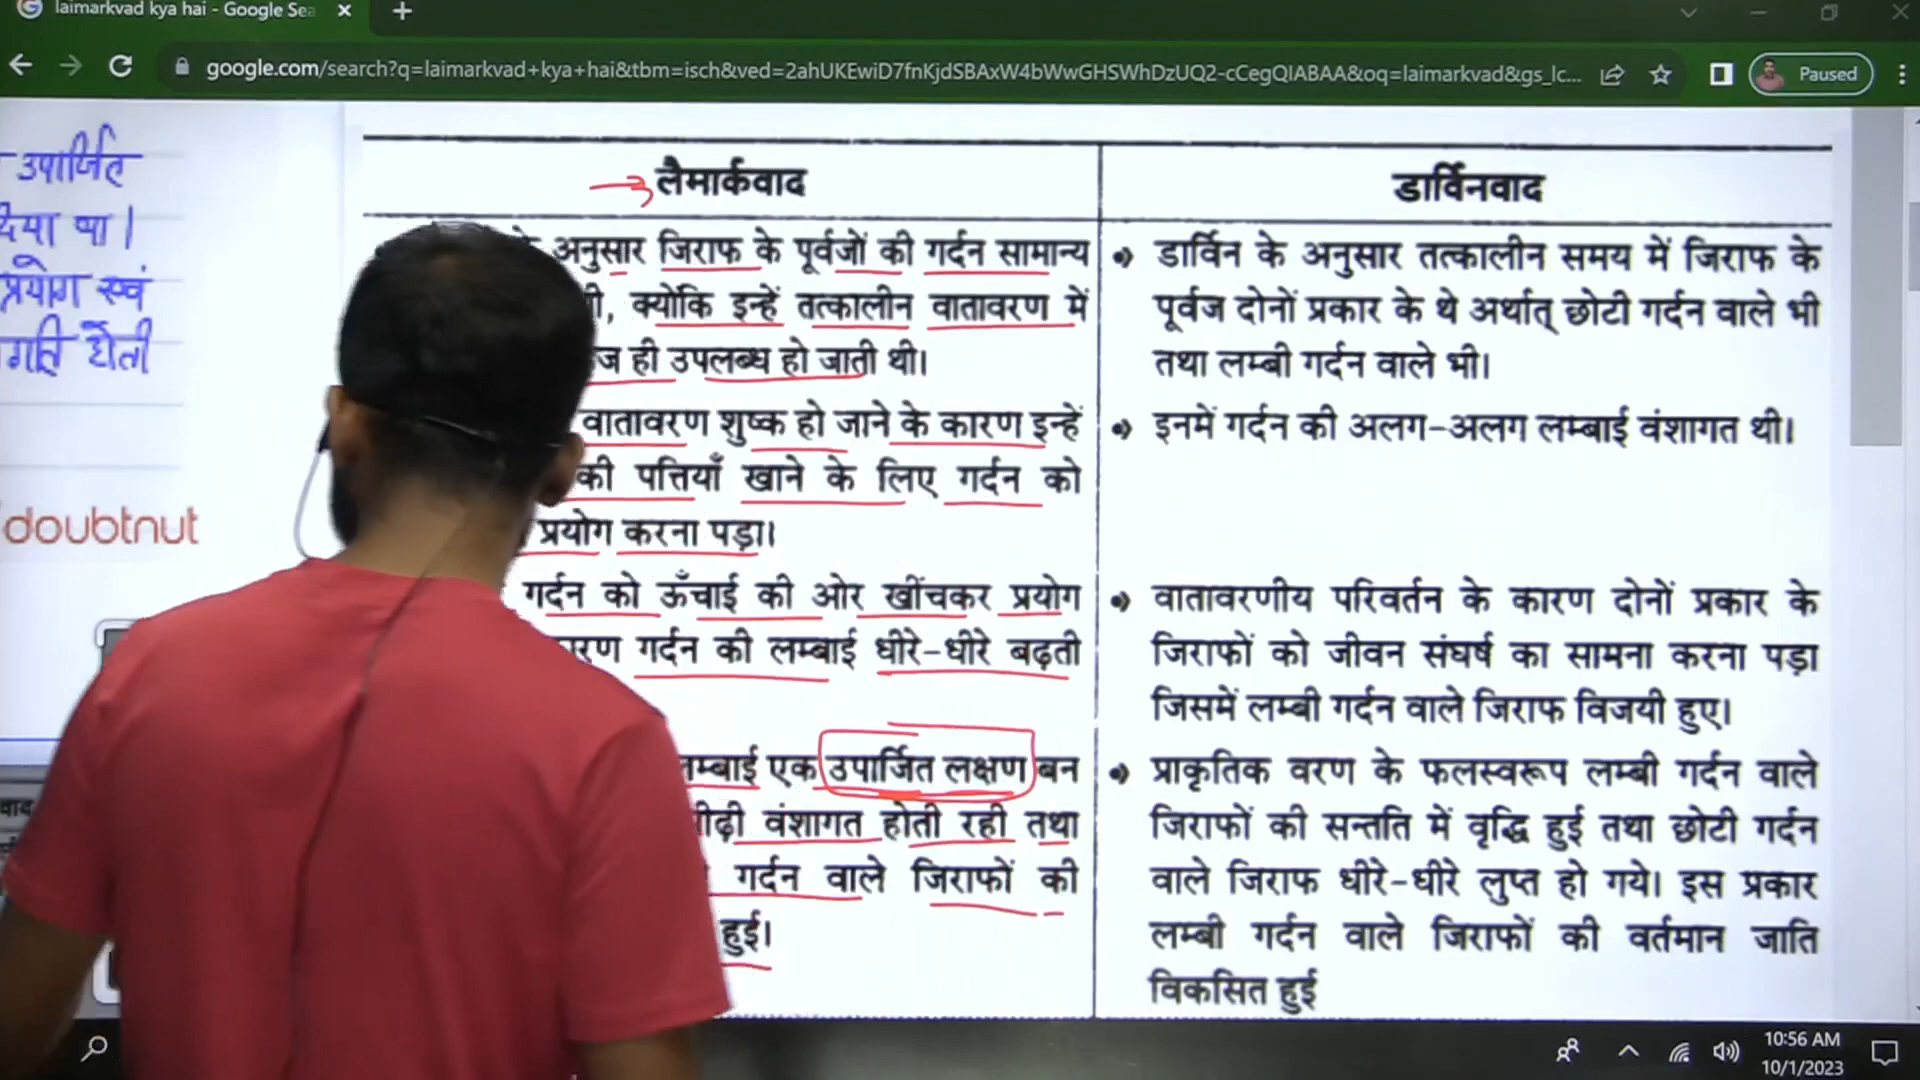 laimarkvad kya hai - Google Sea
google.com/search?q=laimarkvad+kya+hai&tbm=isch&ved=2ahUKEwiD7fnKjdSBAxW4bWwGHSWhDzUQ2-cCegQIABAA&oq=laimarkvad&gs_lc...
Paused
उपार्जित
दिया था।
प्रयोग एवं
होती
doubtnut
लैमार्कवाद
अनुसार जिराफ के पूर्वजों की गर्दन सामान्य
क्योंकि इन्हें तत्कालीन वातावरण में
ही उपलब्ध हो जाती थी।
वातावरण शुष्क हो जाने के कारण इन्हें
की पत्तियाँ खाने के लिए गर्दन को
प्रयोग करना पड़ा।
गर्दन को ऊँचाई की ओर खींचकर प्रयोग
गर्दन की लम्बाई धीरे-धीरे बढ़ती
एक उपार्जित लक्षण बन
वंशागत होती रही तथा
गर्दन वाले जिराफों की
हुई।
डार्विनवाद
डार्विन के अनुसार तत्कालीन समय में जिराफ के
पूर्वज दोनों प्रकार के थे अर्थात् छोटी गर्दन वाले भी
तथा लम्बी गर्दन वाले भी।
इनमें गर्दन की अलग-अलग लम्बाई वंशागत थी।
वातावरणीय परिवर्तन के कारण दोनों प्रकार के
जिराफों को जीवन संघर्ष का सामना करना पड़ा
जिसमें लम्बी गर्दन वाले जिराफ विजयी हुए।
प्राकृतिक वरण के फलस्वरूप लम्बी गर्दन वाले
जिराफों की सन्तति में वृद्धि हुई तथा छोटी गर्दन
वाले जिराफ धीरे-धीरे लुप्त हो गये। इस प्रकार
लम्बी गर्दन वाले जिराफों की वर्तमान जाति
विकसित हुई
10:56 AM
10/1/2023